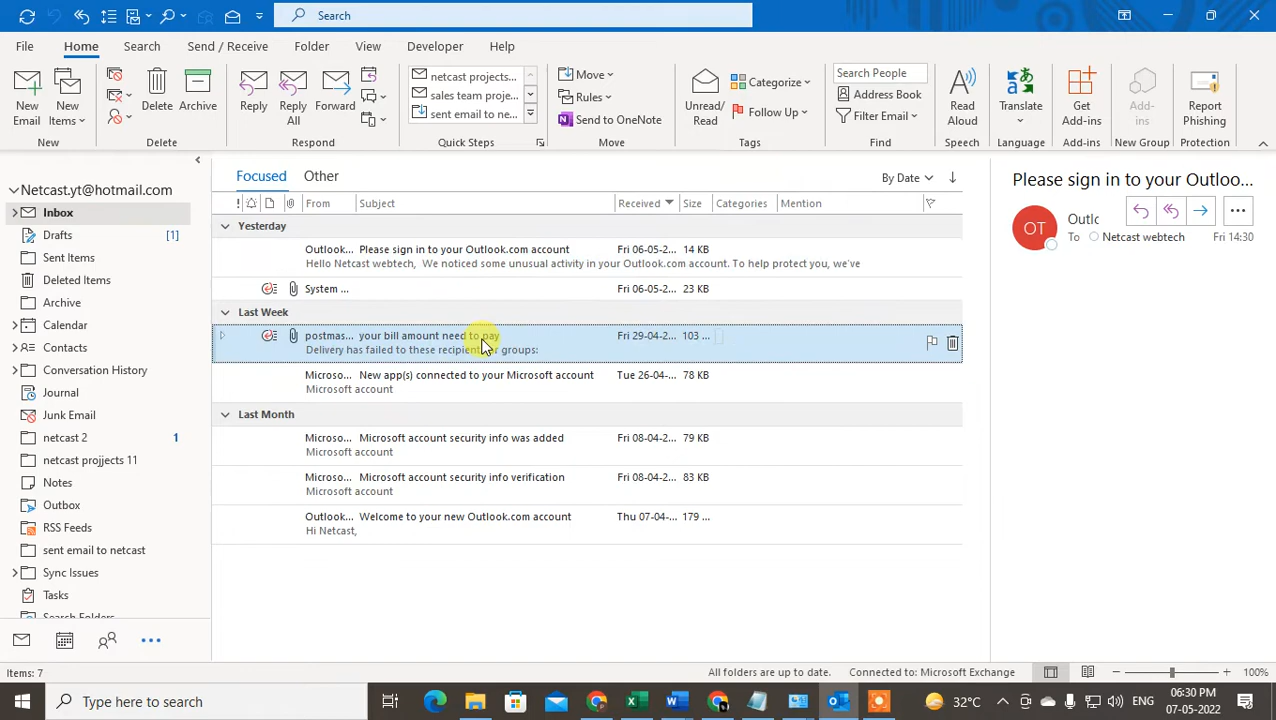 Search
File Home Search Send / Receive Folder View Developer Help
New Email
New Items
Delete
Archive
Reply
Reply All
Forward
netcast projects...
sales team proje...
sent email to ne...
Move
Rules
Send to OneNote
Unread/ Read
Categorize
Follow Up
Search People
Address Book
Filter Email
Read Aloud
Translate
Get Add-ins
Add-ins
Report Phishing
New Delete Respond Quick Steps Move Tags Find Speech Language Add-ins New Group Protection
Netcast.yt@hotmail.com
Inbox
Drafts [1]
Sent Items
Deleted Items
Archive
Calendar
Contacts
Conversation History
Journal
Junk Email
netcast 2 1
netcast projjects 11
Notes
Outbox
RSS Feeds
sent email to netcast
Sync Issues
Tasks
Search Folders
Focused Other By Date
! From Subject Received Size Categories Mention
Yesterday
Outlook... Please sign in to your Outlook.com account Fri 06-05-2... 14 KB
Hello Netcast webtech, We noticed some unusual activity in your Outlook.com account. To help protect you, we've
System ... Fri 06-05-2... 23 KB
Last Week
postmas... your bill amount need to pay Fri 29-04-2... 103 ...
Delivery has failed to these recipients or groups:
Microso... New app(s) connected to your Microsoft account Tue 26-04-... 78 KB
Microsoft account
Last Month
Microso... Microsoft account security info was added Fri 08-04-2... 79 KB
Microsoft account
Microso... Microsoft account security info verification Fri 08-04-2... 83 KB
Microsoft account
Outlook... Welcome to your new Outlook.com account Thu 07-04-... 179 ...
Hi Netcast,
Please sign in to your Outloo...
OT
Outlc
To Netcast webtech Fri 14:30
Items: 7 All folders are up to date. Connected to: Microsoft Exchange 100%
Type here to search
32°C ENG
06:30 PM
07-05-2022